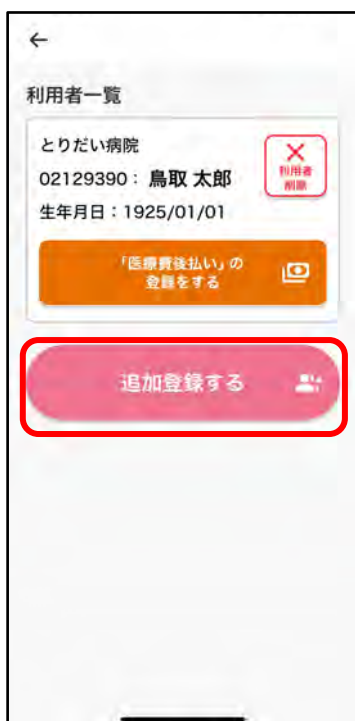 利用者一覧
とりだい病院
利用者
削除
02129390： 鳥取 太郎
生年月日：1925/01/01
「医療費後払い」の
登録をする
追加登録する